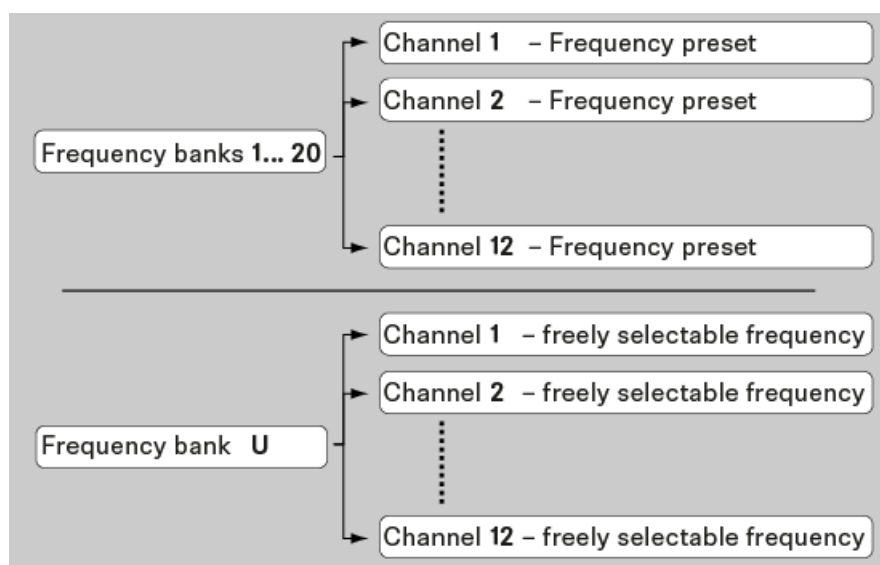 Channel 1 – Frequency preset
Channel 2 – Frequency preset
Frequency banks 1... 20
Channel 12 – Frequency preset
Channel 1 – freely selectable frequency
Channel 2 – freely selectable frequency
Frequency bank U
Channel 12 – freely selectable frequency